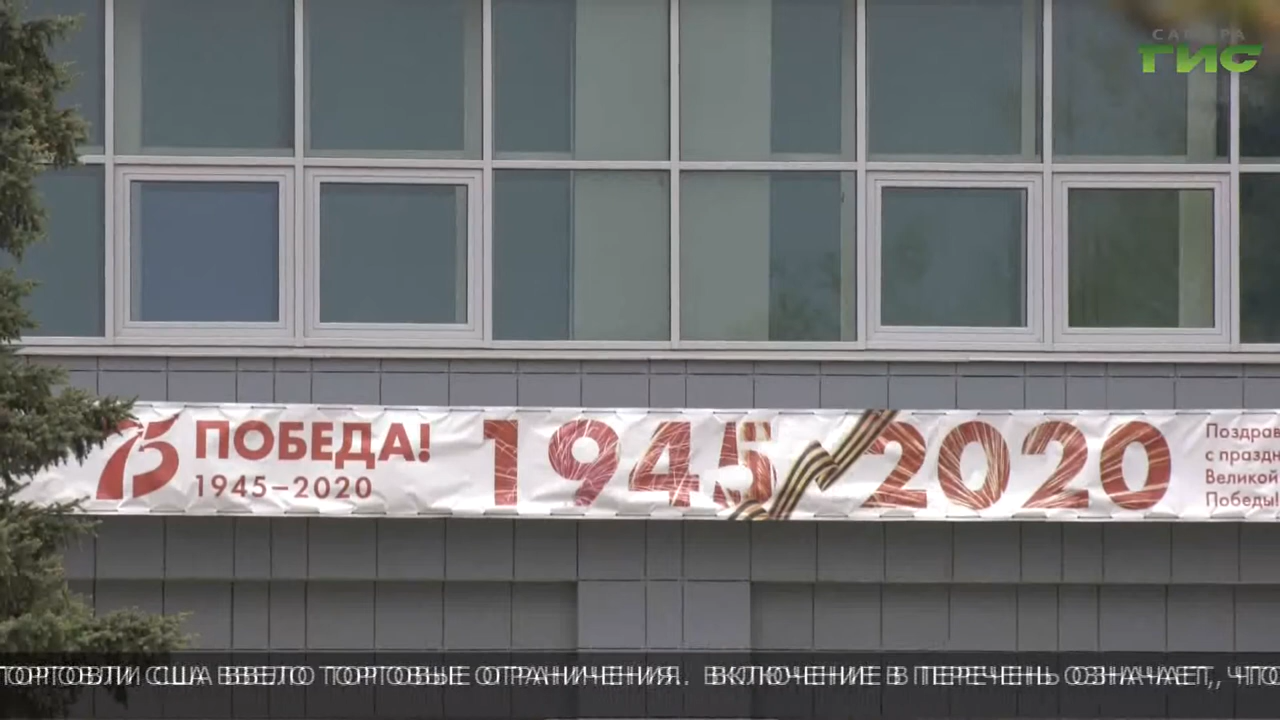 САМАРА
ГИС
75 ПОБЕДА!
1945–2020
1945 2020
с праздн
Великой
Победы!
ТОРГОВЛИ США ВВЕЛО ТОРГОВЫЕ ОГРАНИЧЕНИЯ. ВКЛЮЧЕНИЕ В ПЕРЕЧЕНЬ ОЗНАЧАЕТ, ЧТО